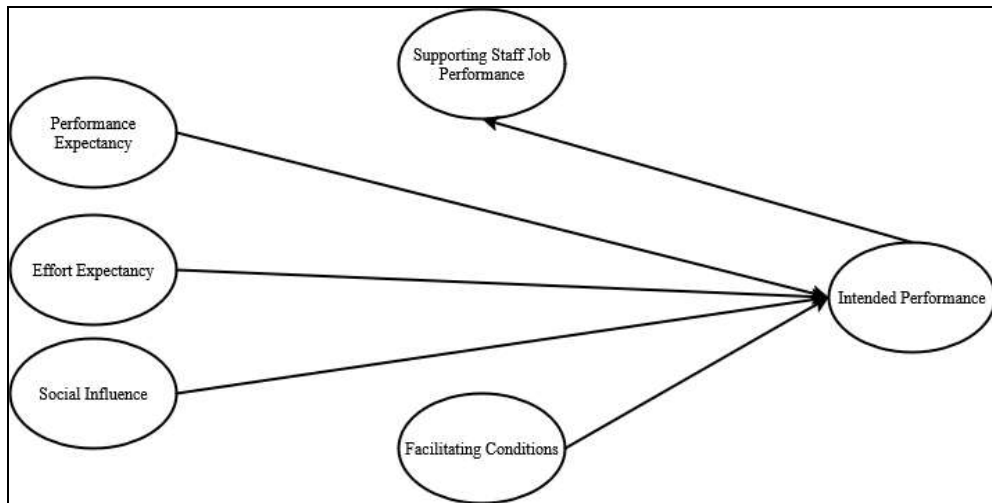 Supporting Staff Job
Performance
Performance
Expectancy
Effort Expectancy
Intended Performance
Social Influence
Facilitating Conditions